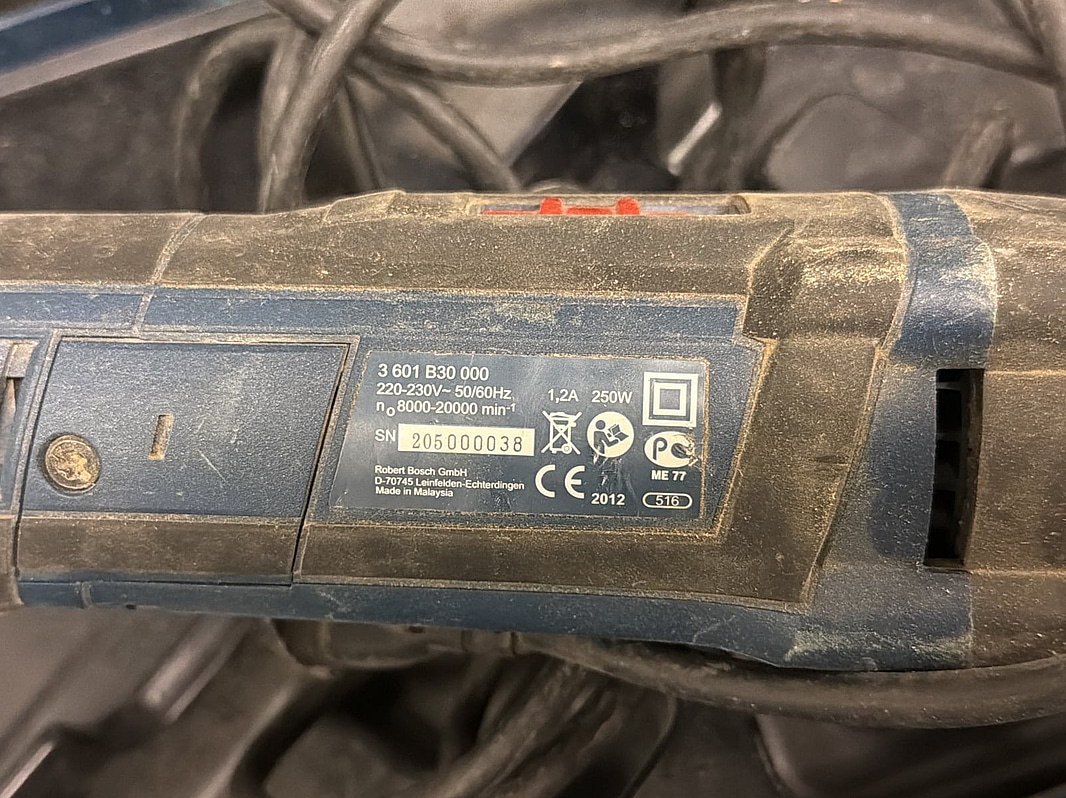 3 601 B30 000
220-230V~ 50/60Hz 1,2A 250W
n₀ 8000-20000 min⁻¹
SN 205000038
PC
ME 77
Robert Bosch GmbH
D-70745 Leinfelden-Echterdingen
Made in Malaysia
CE
2012
516